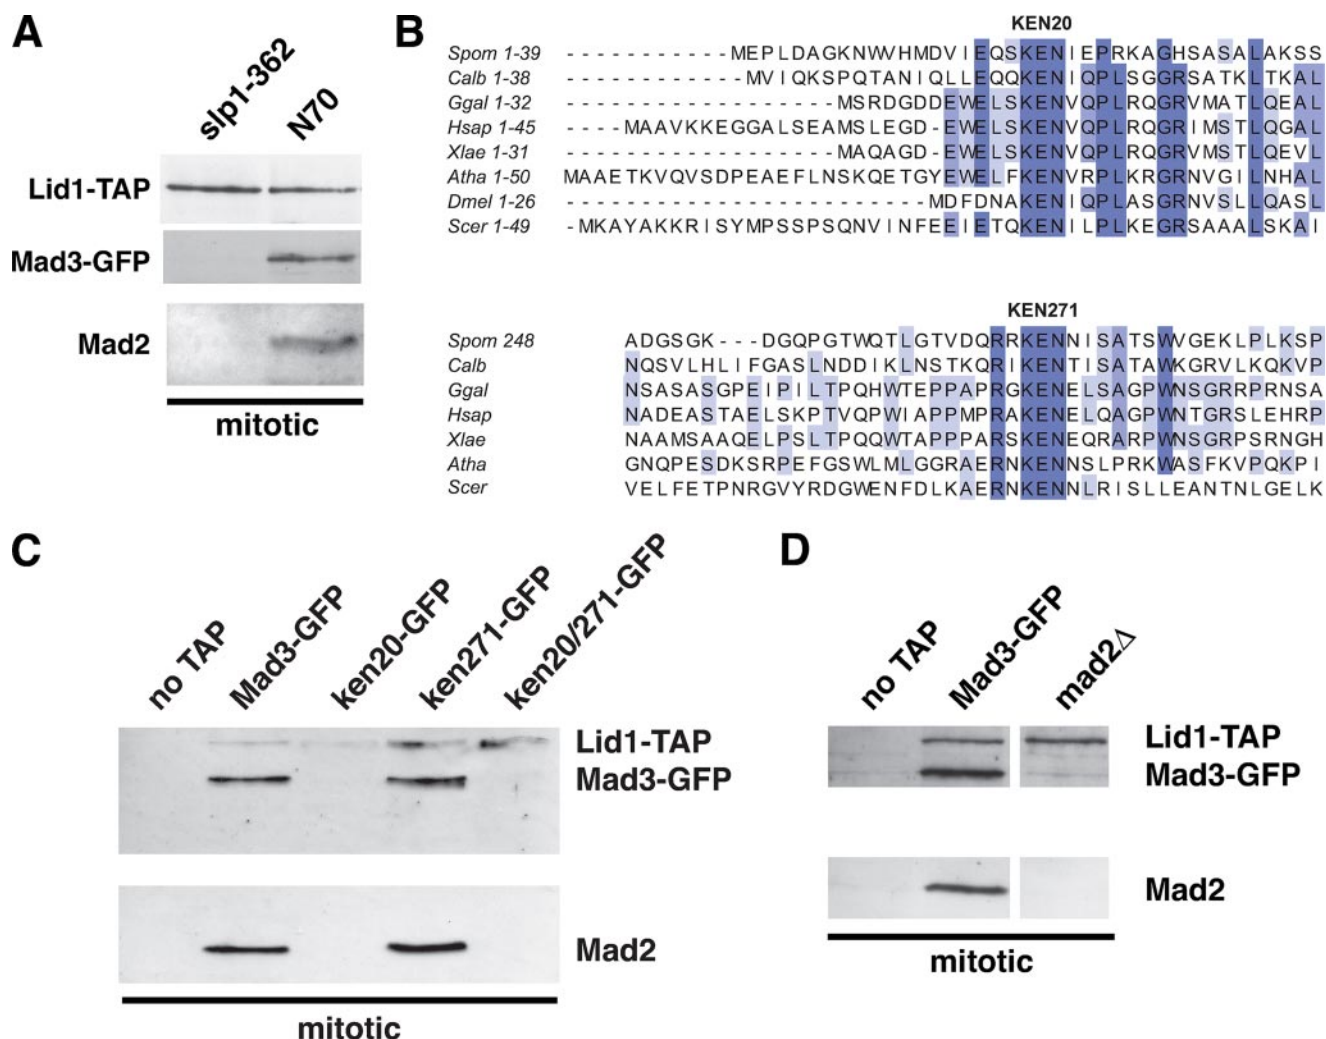 A
slp1-362
N70
Lid1-TAP
Mad3-GFP
Mad2
mitotic
B
KEN20
Spom 1-39 - - - - - - - - - - - MEPLDAGKNWVHMDVIEQSKENIEPRKAGHSASALAKSS
Calb 1-38 - - - - - - - - - - - - MVIQKSPQTANIQLLEQQKENIQPLSGGRSATKLTKAL
Ggal 1-32 - - - - - - - - - - - - - - - - - - MSRDGDDEWELSKENVQPLRQGRVMATLQEAL
Hsap 1-45 - - - - MAAVKKEGGALSEAMSLEGD-EWELSKENVQPLRQGRIMSTLQGAL
Xlae 1-31 - - - - - - - - - - - - - - - - - - MAQAGD-EWELSKENVQPLRQGRVMSTLQEVL
Atha 1-50 MAAETKVQVSDPEAEFLNSKQETGYEWELFKENVRPLKRGRNVGILNHAL
Dmel 1-26 - - - - - - - - - - - - - - - - - - - - - - - - MDFDNAKENIQPLASGRNVSLLQASL
Scer 1-49 -MKAYAKKRISYMPSSPSQNVINFEEIETQKENILPLKEGRSAAALSKAI
KEN271
Spom 248 ADGSGK---DGQPGTWQTLGTVDQRRKENNISATSWVGEKLPLKSP
Calb NQSVLHLIFGASLNDDIKLNSTKQRIKENTISATAWKGRVLKQKVP
Ggal NSASASGPEIPILTPQHWTEPPAPRGKENELSAGPWNSGRRPRNSA
Hsap NADEASTAELSKPTVQPWIAPPMPRAKENELQAGPWNTGRSLEHRP
Xlae NAAMSAAQELPSLTPQQWTAPPPARSKENEQRARPWNSGRPSRNGH
Atha GNQPESDKSRPEFGSWLMLGGRAERNKENNSLPRKWASFKVPQKPI
Scer VELFETPNRGVYRDGWENFDLKAERNKENNLRISLLEANTNLGELK
C
no TAP
Mad3-GFP
ken20-GFP
ken271-GFP
ken20/271-GFP
Lid1-TAP
Mad3-GFP
Mad2
mitotic
D
no TAP
Mad3-GFP
mad2Δ
Lid1-TAP
Mad3-GFP
Mad2
mitotic